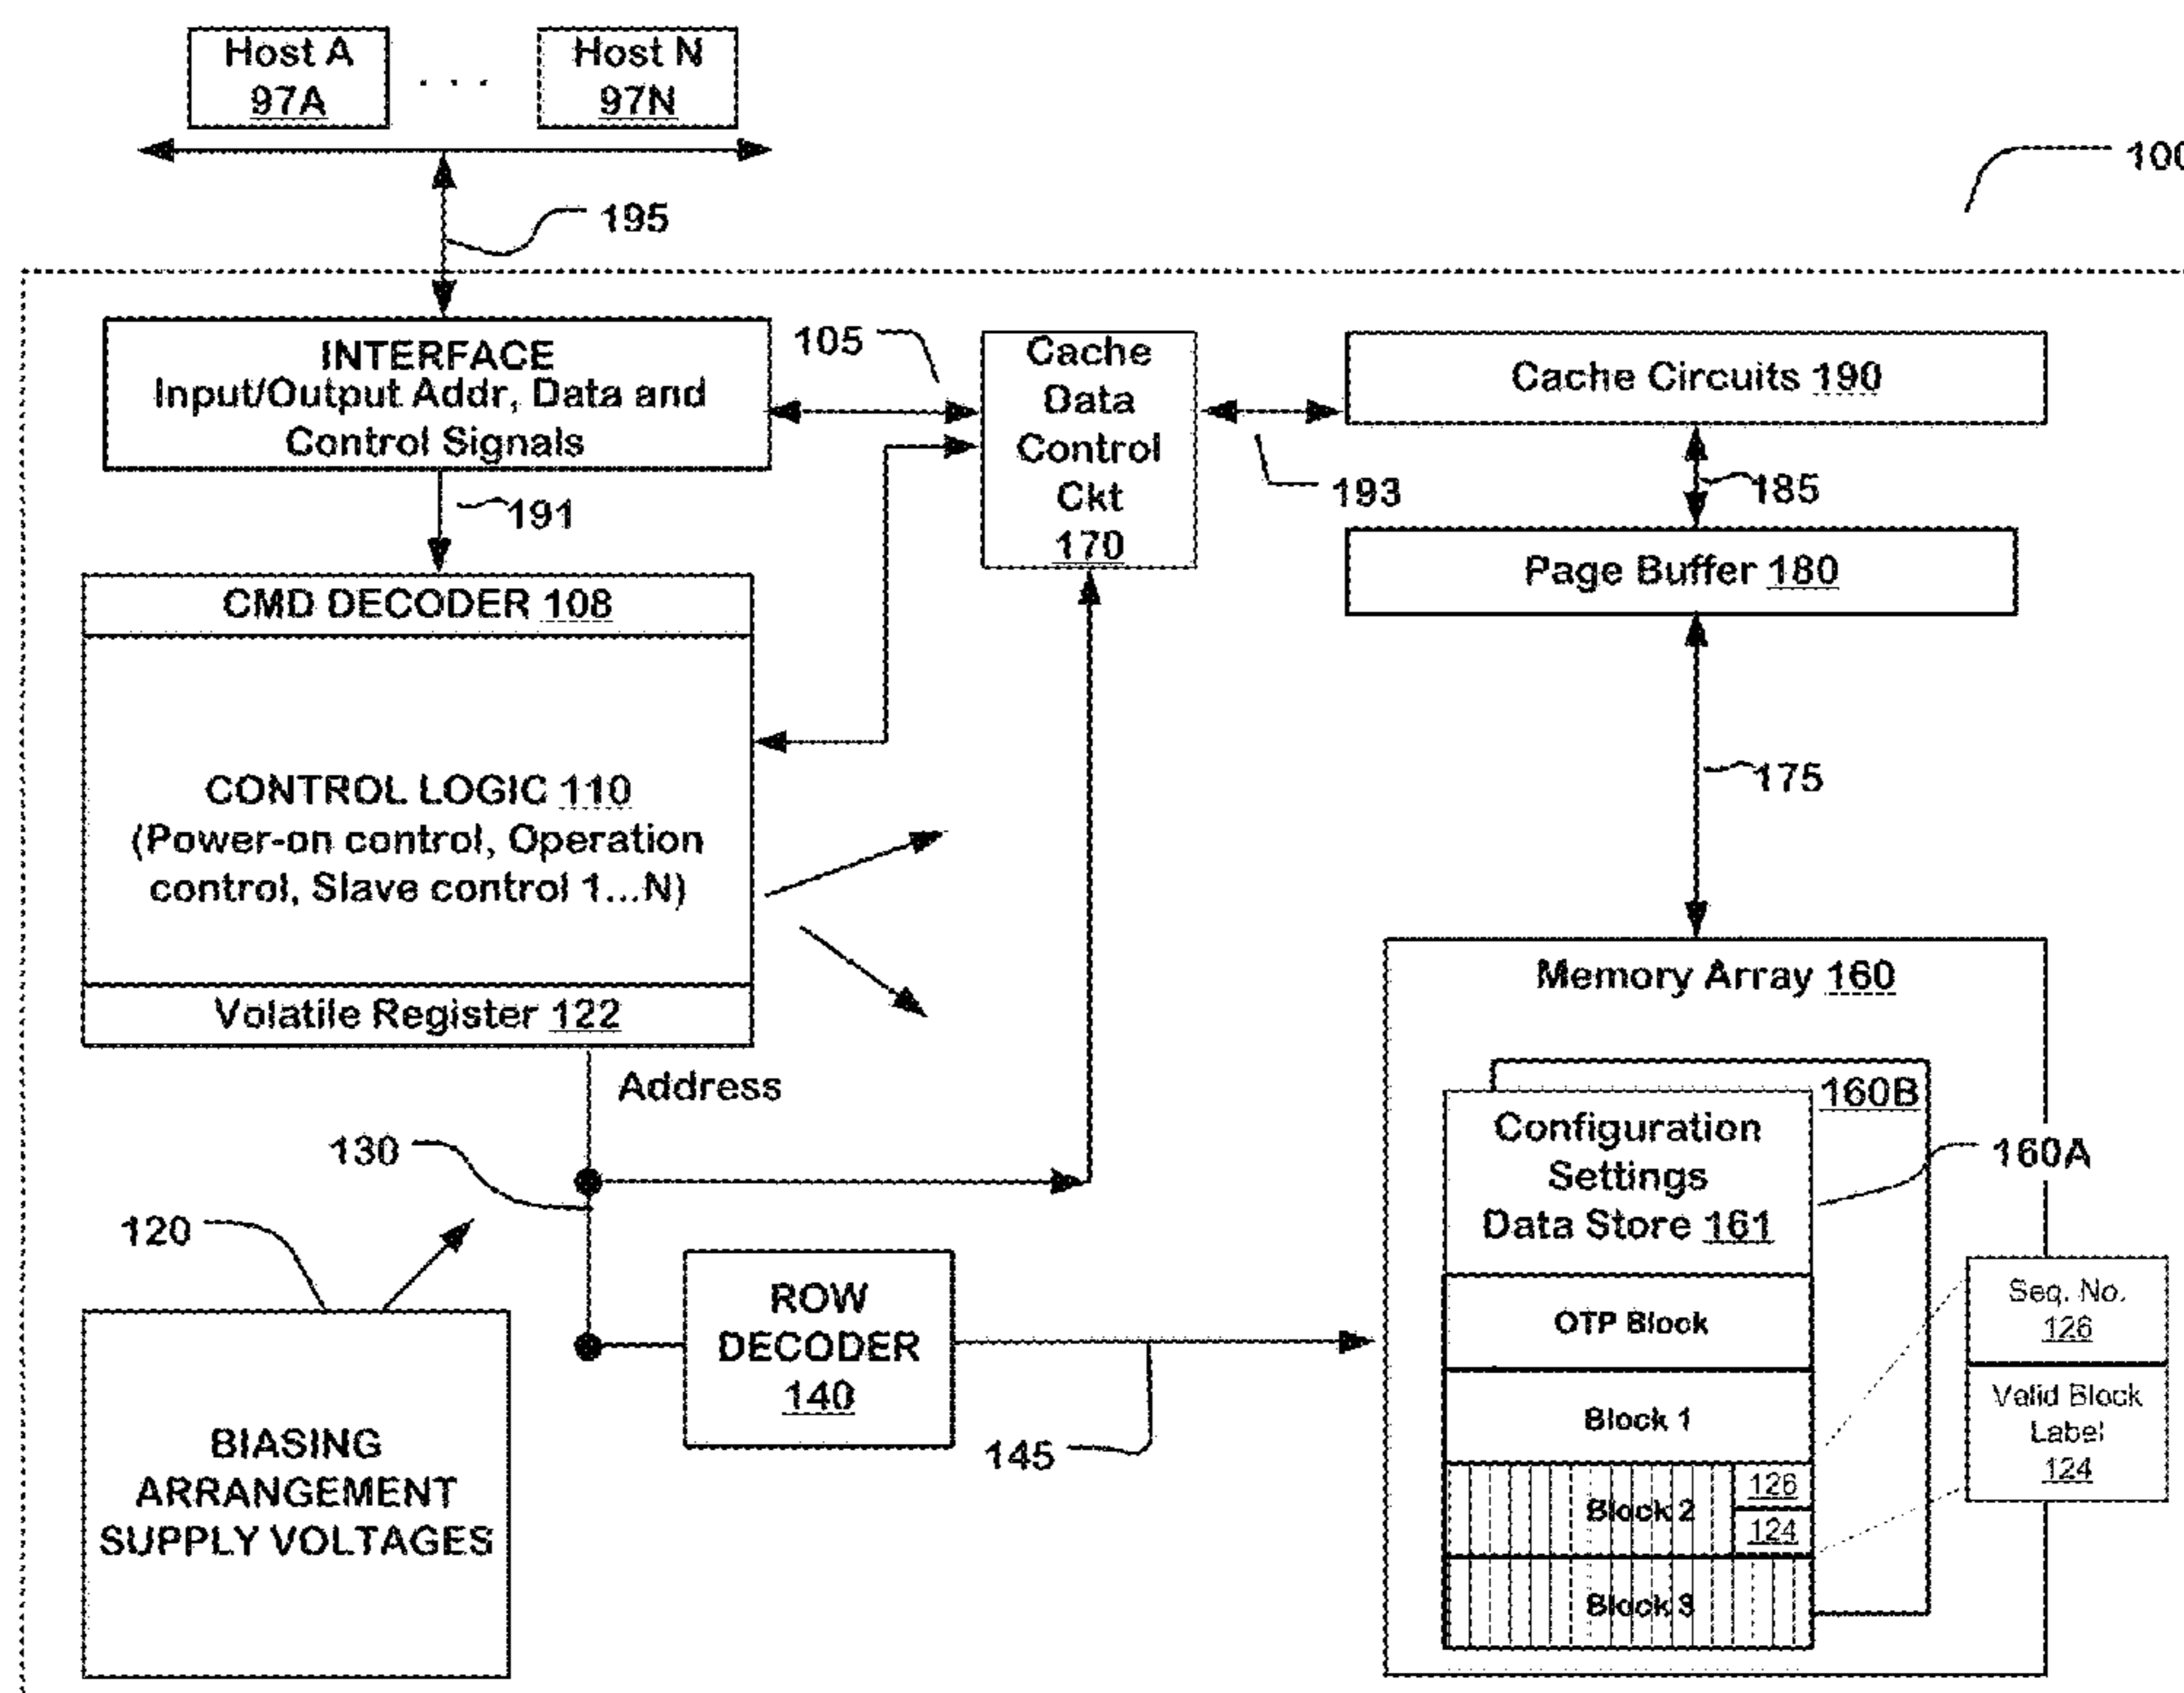 Host A
97A
. . .
Host N
97N
100
195
INTERFACE
Input/Output Addr, Data and
Control Signals
105
Cache
Data
Control
Ckt
170
Cache Circuits 190
193
185
191
Page Buffer 180
CMD DECODER 108
CONTROL LOGIC 110
(Power-on control, Operation
control, Slave control 1...N)
175
Volatile Register 122
Address
Memory Array 160
160B
Configuration
Settings
Data Store 161
160A
130
120
ROW
DECODER
140
145
OTP Block
Block 1
Block 2
126
124
Block 3
Seq. No.
126
Valid Block
Label
124
BIASING
ARRANGEMENT
SUPPLY VOLTAGES